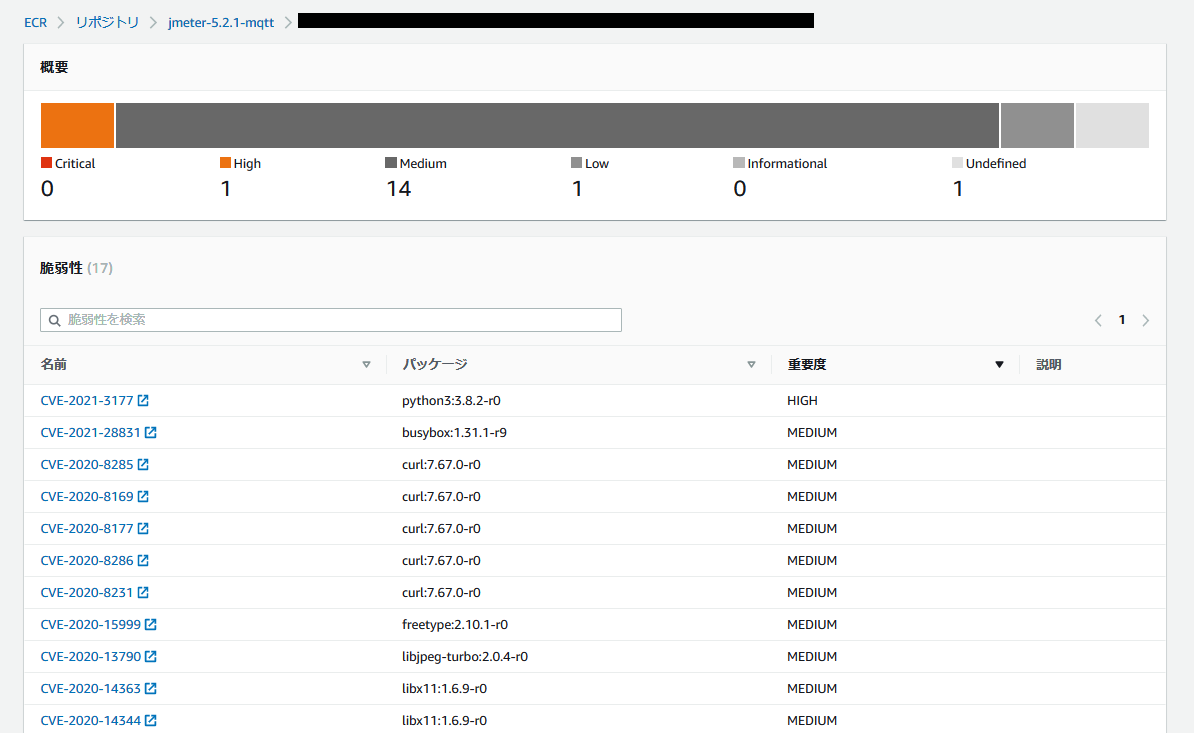 ECR > リポジトリ > jmeter-5.2.1-mqtt >
概要
Critical High Medium Low Informational Undefined
0 1 14 1 0 1
脆弱性 (17)
脆弱性を検索 < 1 >
名前 パッケージ 重要度 説明
CVE-2021-3177 python3:3.8.2-r0 HIGH
CVE-2021-28831 busybox:1.31.1-r9 MEDIUM
CVE-2020-8285 curl:7.67.0-r0 MEDIUM
CVE-2020-8169 curl:7.67.0-r0 MEDIUM
CVE-2020-8177 curl:7.67.0-r0 MEDIUM
CVE-2020-8286 curl:7.67.0-r0 MEDIUM
CVE-2020-8231 curl:7.67.0-r0 MEDIUM
CVE-2020-15999 freetype:2.10.1-r0 MEDIUM
CVE-2020-13790 libjpeg-turbo:2.0.4-r0 MEDIUM
CVE-2020-14363 libx11:1.6.9-r0 MEDIUM
CVE-2020-14344 libx11:1.6.9-r0 MEDIUM